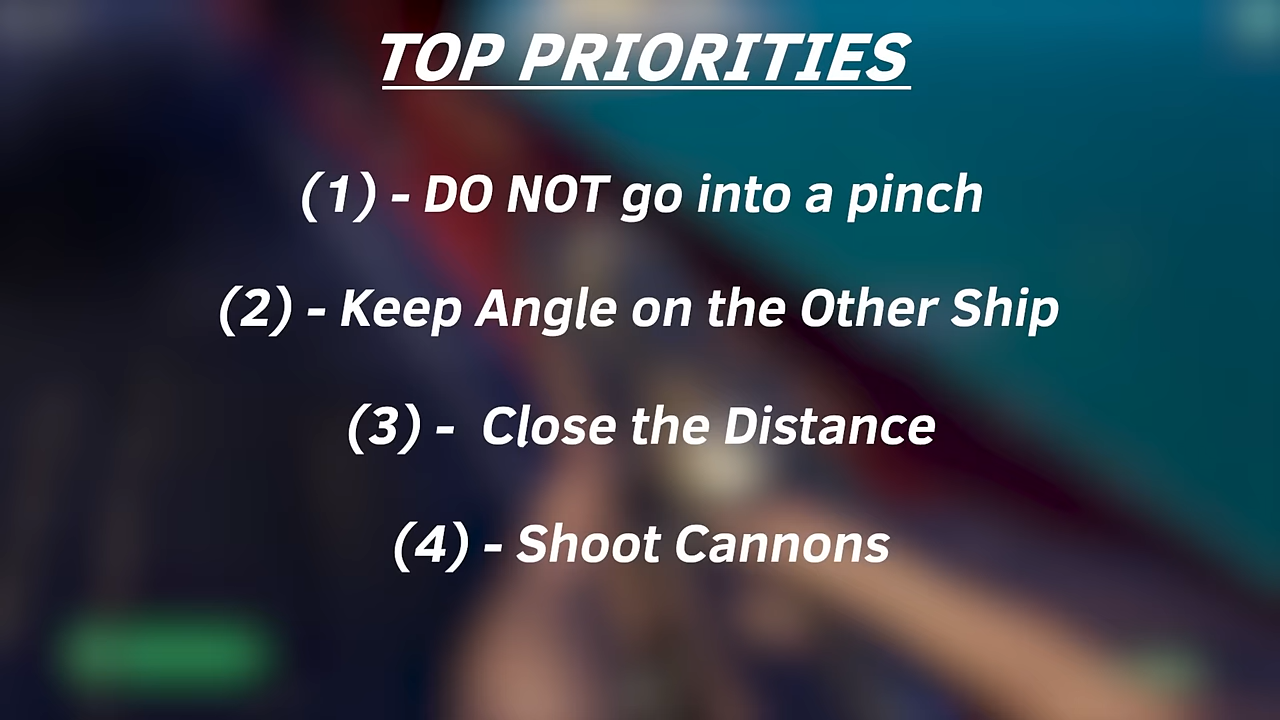 TOP PRIORITIES
(1) - DO NOT go into a pinch
(2) - Keep Angle on the Other Ship
(3) -  Close the Distance
(4) - Shoot Cannons